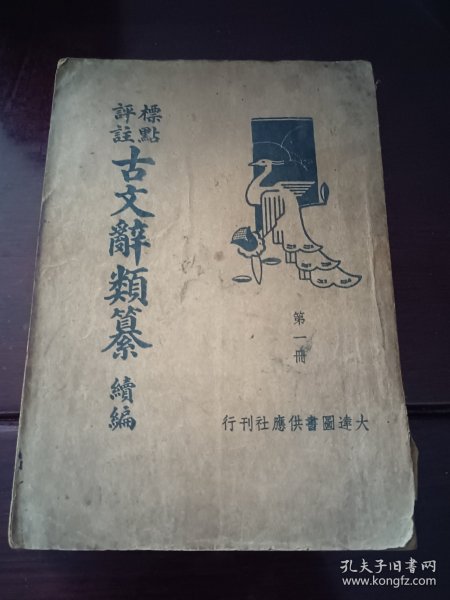 標點
評註
古文辭類纂
續編
第一冊
大達圖書供應社刊行
孔夫子旧书网
www.kongfz.com